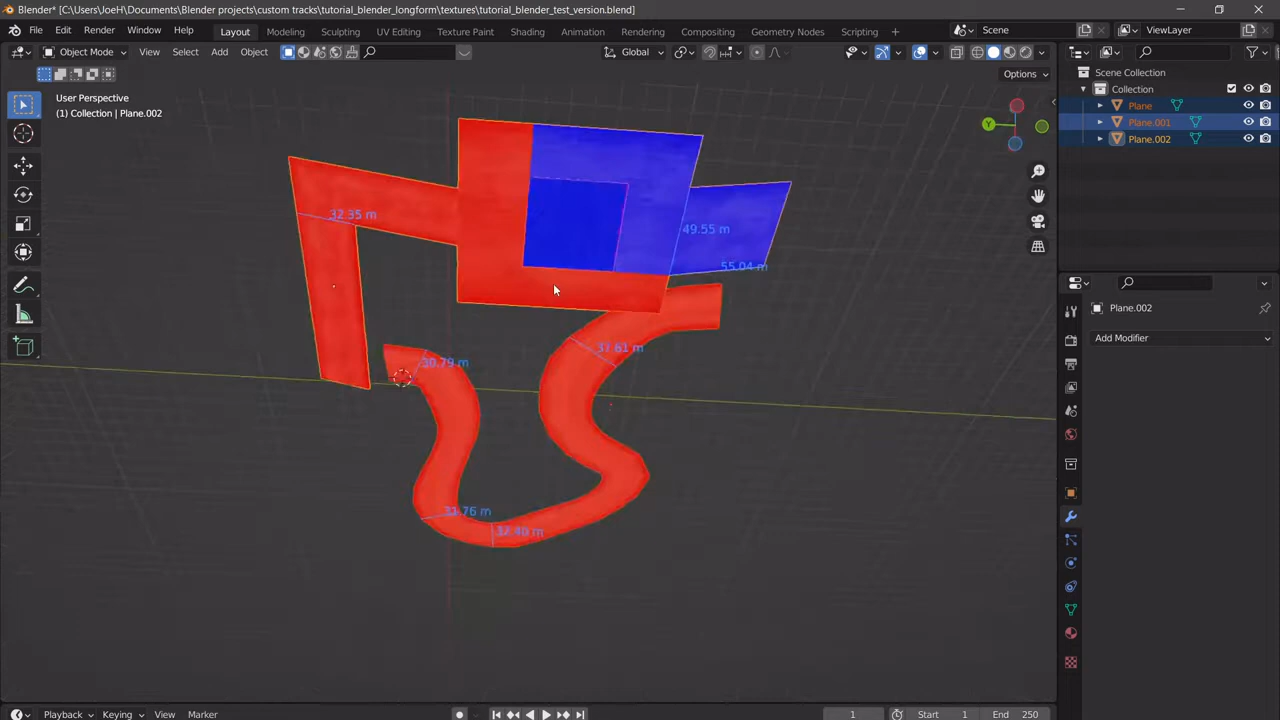 Blender* [C:\Users\JoeH\Documents\Blender projects\custom tracks\tutorial_blender_longform\textures\tutorial_blender_test_version.blend]
File Edit Render Window Help Layout Modeling Sculpting UV Editing Texture Paint Shading Animation Rendering Compositing Geometry Nodes Scripting + Scene ViewLayer
Object Mode View Select Add Object Global
Options
User Perspective
(1) Collection | Plane.002
Y
32.35 m
49.55 m
55.04 m
37.61 m
30.79 m
32.40 m
Scene Collection
Collection
Plane
Plane.001
Plane.002
Plane.002
Add Modifier
Playback Keying View Marker 1 Start 1 End 250